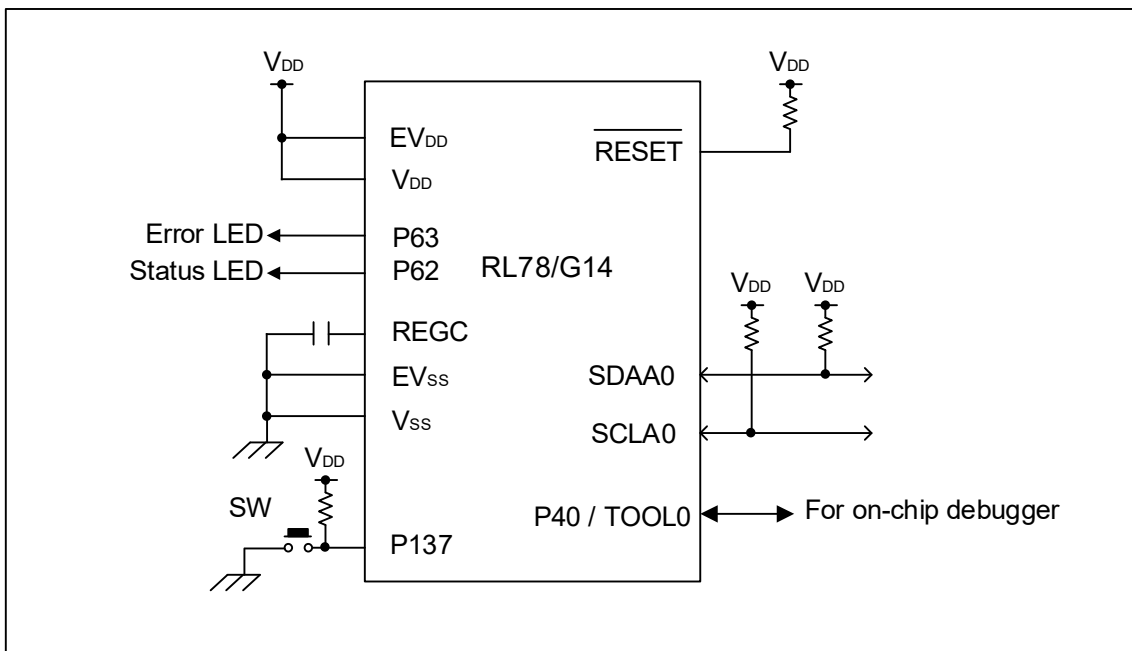 VDD
VDD
EVDD
RESET
VDD
Error LED
P63
Status LED
P62
RL78/G14
VDD
VDD
REGC
EVSS
SDAA0
VSS
SCLA0
VDD
SW
P137
P40 / TOOL0
For on-chip debugger